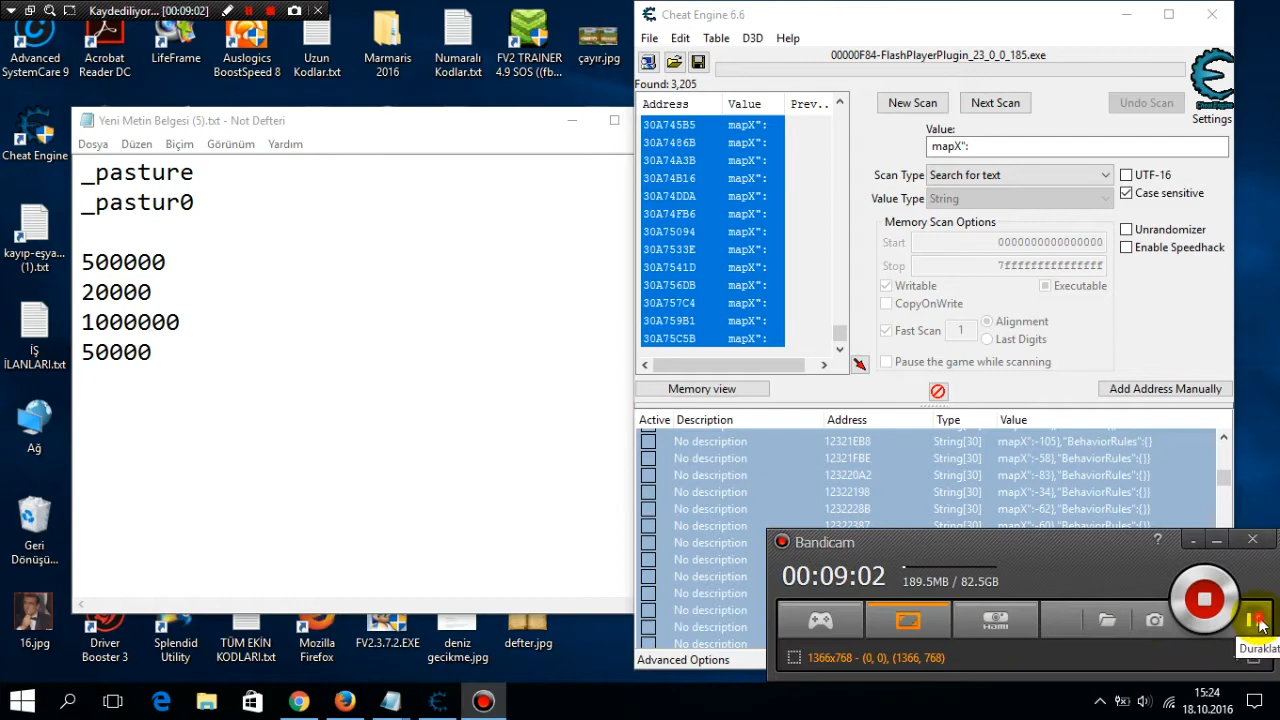 Kaydediliyor... [00:09:02]
Advanced
SystemCare 9
Acrobat
Reader DC
LifeFrame
Auslogics
BoostSpeed 8
Uzun
Kodlar.txt
Marmaris
2016
Numaralı
Kodlar.txt
FV2 TRAINER
4.9 SOS ((fb...
çayır.jpg
Cheat Engine
kayıp-eşya...
(1).txt
İŞ
İLANLARI.txt
Ağ
Geri
Dönüşü...
16.jpg
Driver
Booster 3
Splendid
Utility
TÜM EKİN
KODLARI.txt
Mozilla
Firefox
FV2.3.7.2.EXE
deniz
gecikme.jpg
defter.jpg
Yeni Metin Belgesi (5).txt - Not Defteri
Dosya Düzen Biçim Görünüm Yardım
_pasture
_pastur0
500000
20000
1000000
50000
Cheat Engine 6.6
File Edit Table D3D Help
00000F84-FlashPlayerPlugin_23_0_0_185.exe
Found: 3,205
Address Value Prev..
30A745B5 mapX":
30A7486B mapX":
30A74A3B mapX":
30A74B16 mapX":
30A74DDA mapX":
30A74FB6 mapX":
30A75094 mapX":
30A7533E mapX":
30A7541D mapX":
30A756DB mapX":
30A757C4 mapX":
30A759B1 mapX":
30A75C5B mapX":
New Scan Next Scan Undo Scan
Cheat Engine
Settings
Value:
mapX":
Scan Type Search for text
UTF-16
Value Type String
Case sensitive
Memory Scan Options
Start 0000000000000000
Stop 7fffffffffffffff
Writable Executable
CopyOnWrite
Fast Scan 1 Alignment
Last Digits
Pause the game while scanning
Unrandomizer
Enable Speedhack
Memory view Add Address Manually
Active Description Address Type Value
No description 12321EB8 String[30] mapX":-105},"BehaviorRules":{}
No description 12321FBE String[30] mapX":-58},"BehaviorRules":{}}
No description 123220A2 String[30] mapX":-83},"BehaviorRules":{}}
No description 12322198 String[30] mapX":-34},"BehaviorRules":{}}
No description 1232228B String[30] mapX":-62},"BehaviorRules":{}}
No description 12322387 String[30] mapX":-60},"BehaviorRules":{}}
No description
No description
No description
No description
No description
No description
No description
Advanced Options
Bandicam
00:09:02
189.5MB / 82.5GB
HDMI
Duraklat
1366x768 - (0, 0), (1366, 768)
15:24
18.10.2016